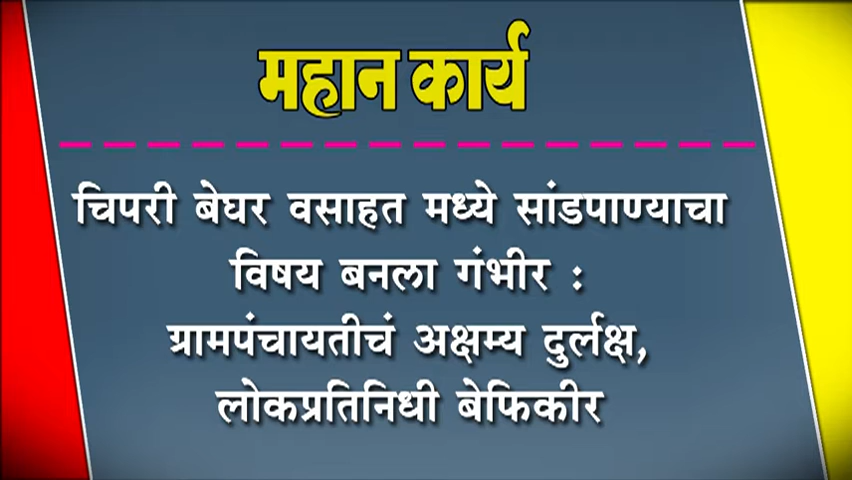 महान कार्य
चिपरी बेघर वसाहत मध्ये सांडपाण्याचा
विषय बनला गंभीर :
ग्रामपंचायतीचं अक्षम्य दुर्लक्ष,
लोकप्रतिनिधी बेफिकीर